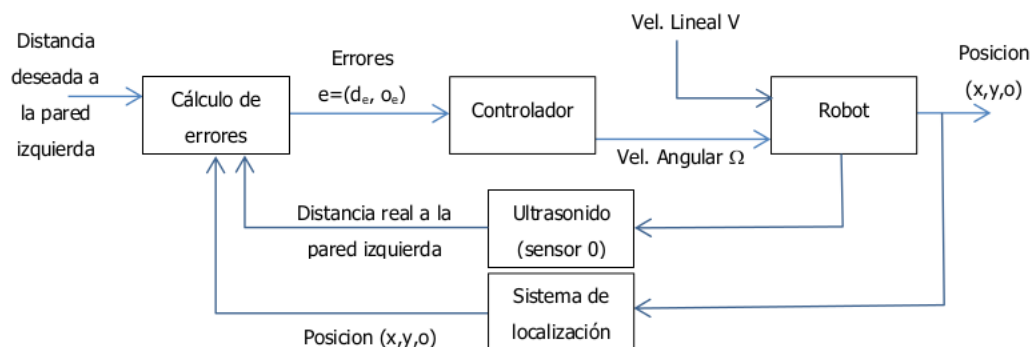 Distancia
deseada a
la pared
izquierda
Cálculo de
errores
Errores
e=(dₑ, oₑ)
Controlador
Vel. Lineal V
Vel. Angular Ω
Robot
Posicion
(x,y,o)
Distancia real a la
pared izquierda
Ultrasonido
(sensor 0)
Sistema de
localización
Posicion (x,y,o)